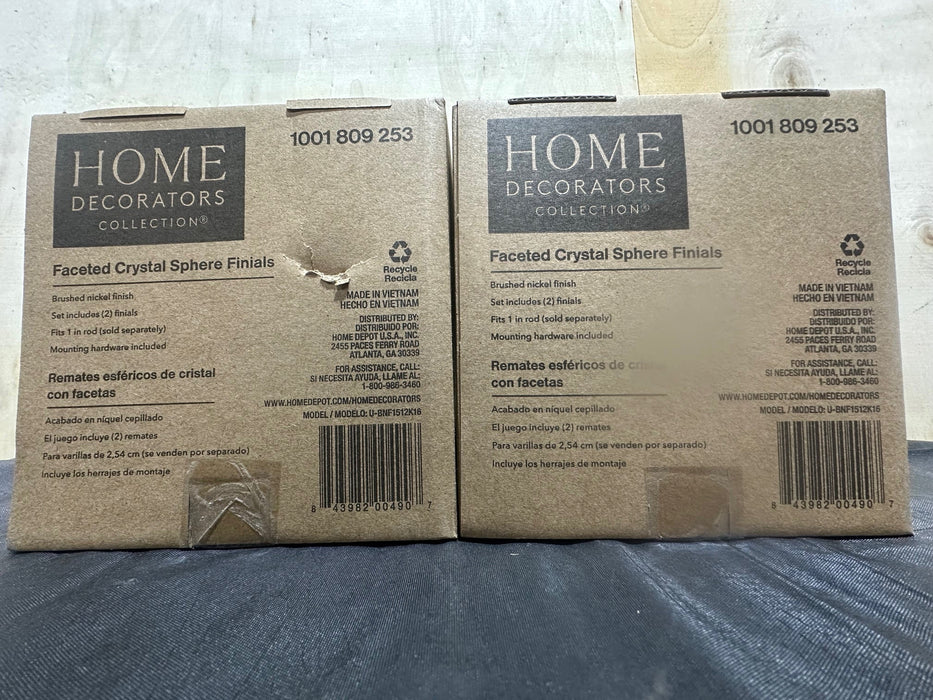 HOME
DECORATORS
COLLECTION®
1001 809 253
Faceted Crystal Sphere Finials
Brushed nickel finish
Set includes (2) finials
Fits 1 in rod (sold separately)
Mounting hardware included
Remates esféricos de cristal
con facetas
Acabado en níquel cepillado
El juego incluye (2) remates
Para varillas de 2,54 cm (se venden por separado)
Incluye los herrajes de montaje
Recycle
Recicla
MADE IN VIETNAM
HECHO EN VIETNAM
DISTRIBUTED BY:
DISTRIBUIDO POR:
HOME DEPOT U.S.A., INC.
2455 PACES FERRY ROAD
ATLANTA, GA 30339
FOR ASSISTANCE, CALL:
SI NECESITA AYUDA, LLAME AL:
1-800-986-3460
WWW.HOMEDEPOT.COM/HOMEDECORATORS
MODEL / MODELO: U-BNF1512K16
8 43982 00490 7
HOME
DECORATORS
COLLECTION®
1001 809 253
Faceted Crystal Sphere Finials
Brushed nickel finish
Set includes (2) finials
Fits 1 in rod (sold separately)
Mounting hardware included
Remates esféricos de
con facetas
Acabado en níquel cepillado
El juego incluye (2) remates
Para varillas de 2,54 cm (se venden por separado)
Incluye los herrajes de montaje
Recycle
Recicla
MADE IN VIETNAM
HECHO EN VIETNAM
DISTRIBUTED BY:
DISTRIBUIDO POR:
HOME DEPOT U.S.A., INC.
2455 PACES FERRY ROAD
ATLANTA, GA 30339
FOR ASSISTANCE, CALL:
SI NECESITA AYUDA, LLAME AL:
1-800-986-3460
WWW.HOMEDEPOT.COM/HOMEDECORATORS
MODEL / MODELO: U-BNF1512K16
8 43982 00490 7